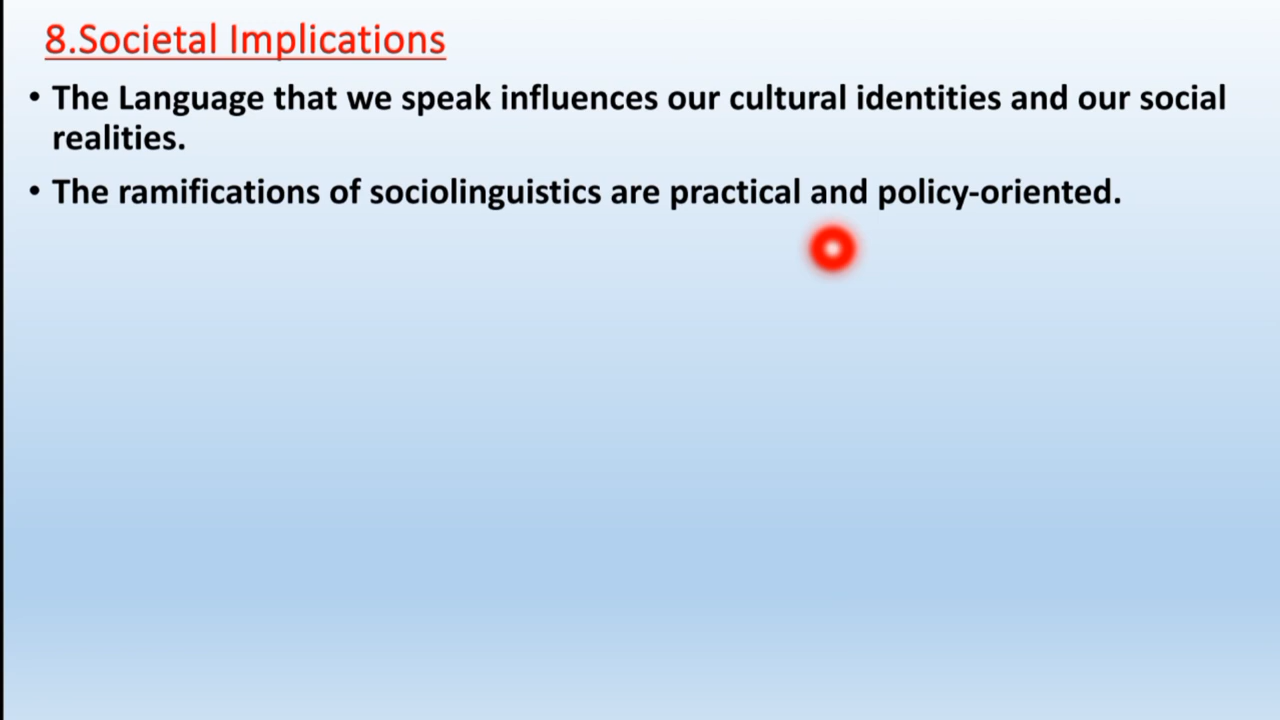 8.Societal Implications
• The Language that we speak influences our cultural identities and our social
realities.
• The ramifications of sociolinguistics are practical and policy-oriented.